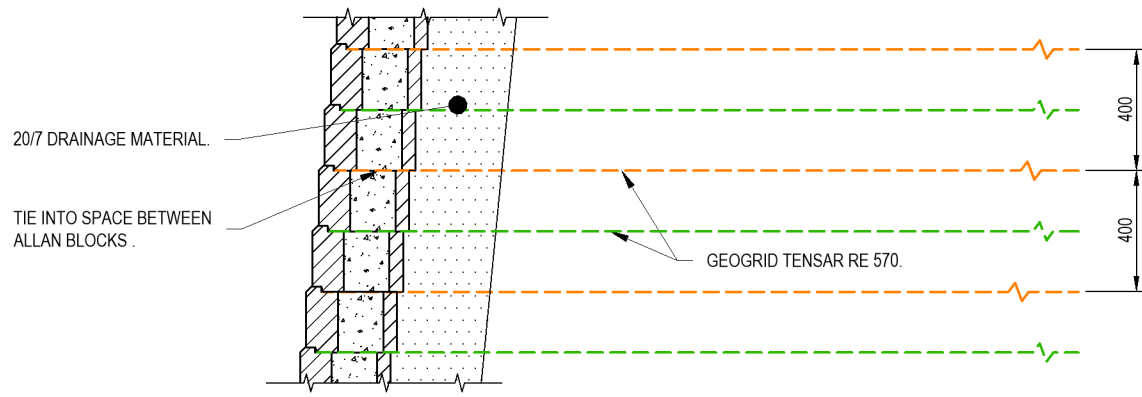 20/7 DRAINAGE MATERIAL.
TIE INTO SPACE BETWEEN
ALLAN BLOCKS .
GEOGRID TENSAR RE 570.
400
400